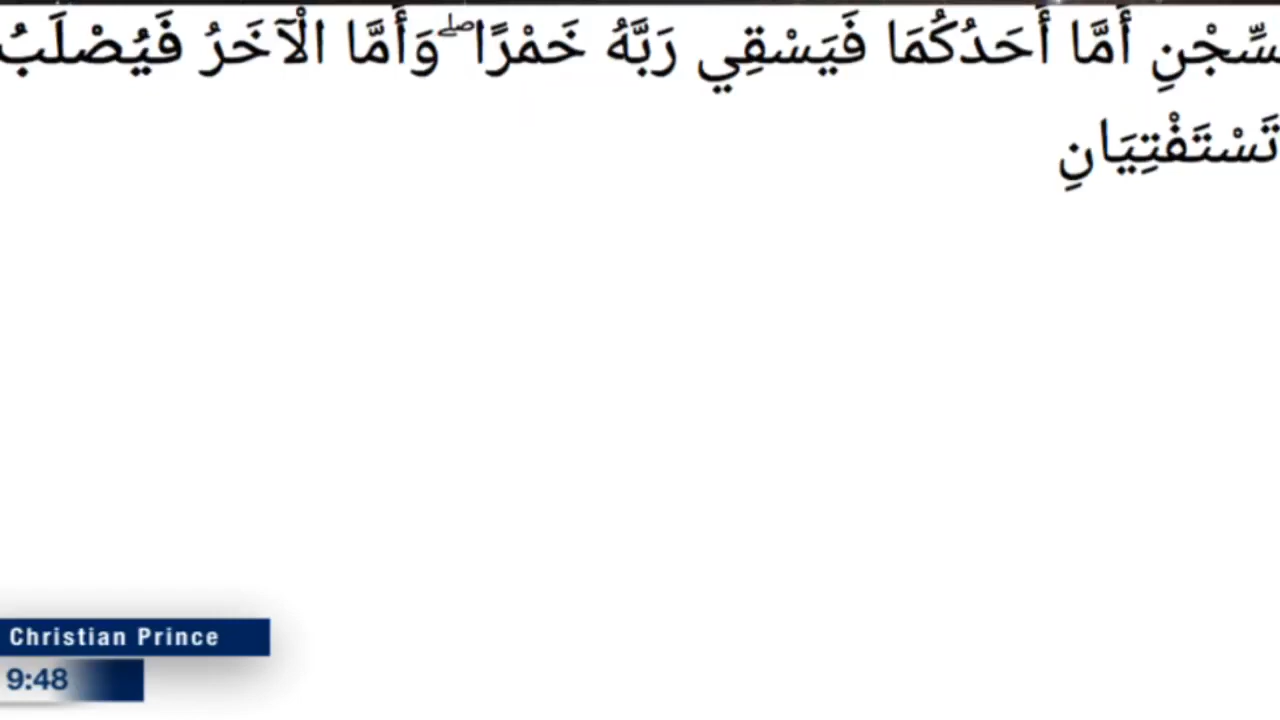 سِّجْنِ أَمَّا أَحَدُكُمَا فَيَسْقِي رَبَّهُ خَمْرًا ۖ وَأَمَّا الْآخَرُ فَيُصْلَبُ
تَسْتَفْتِيَانِ
Christian Prince
9:48